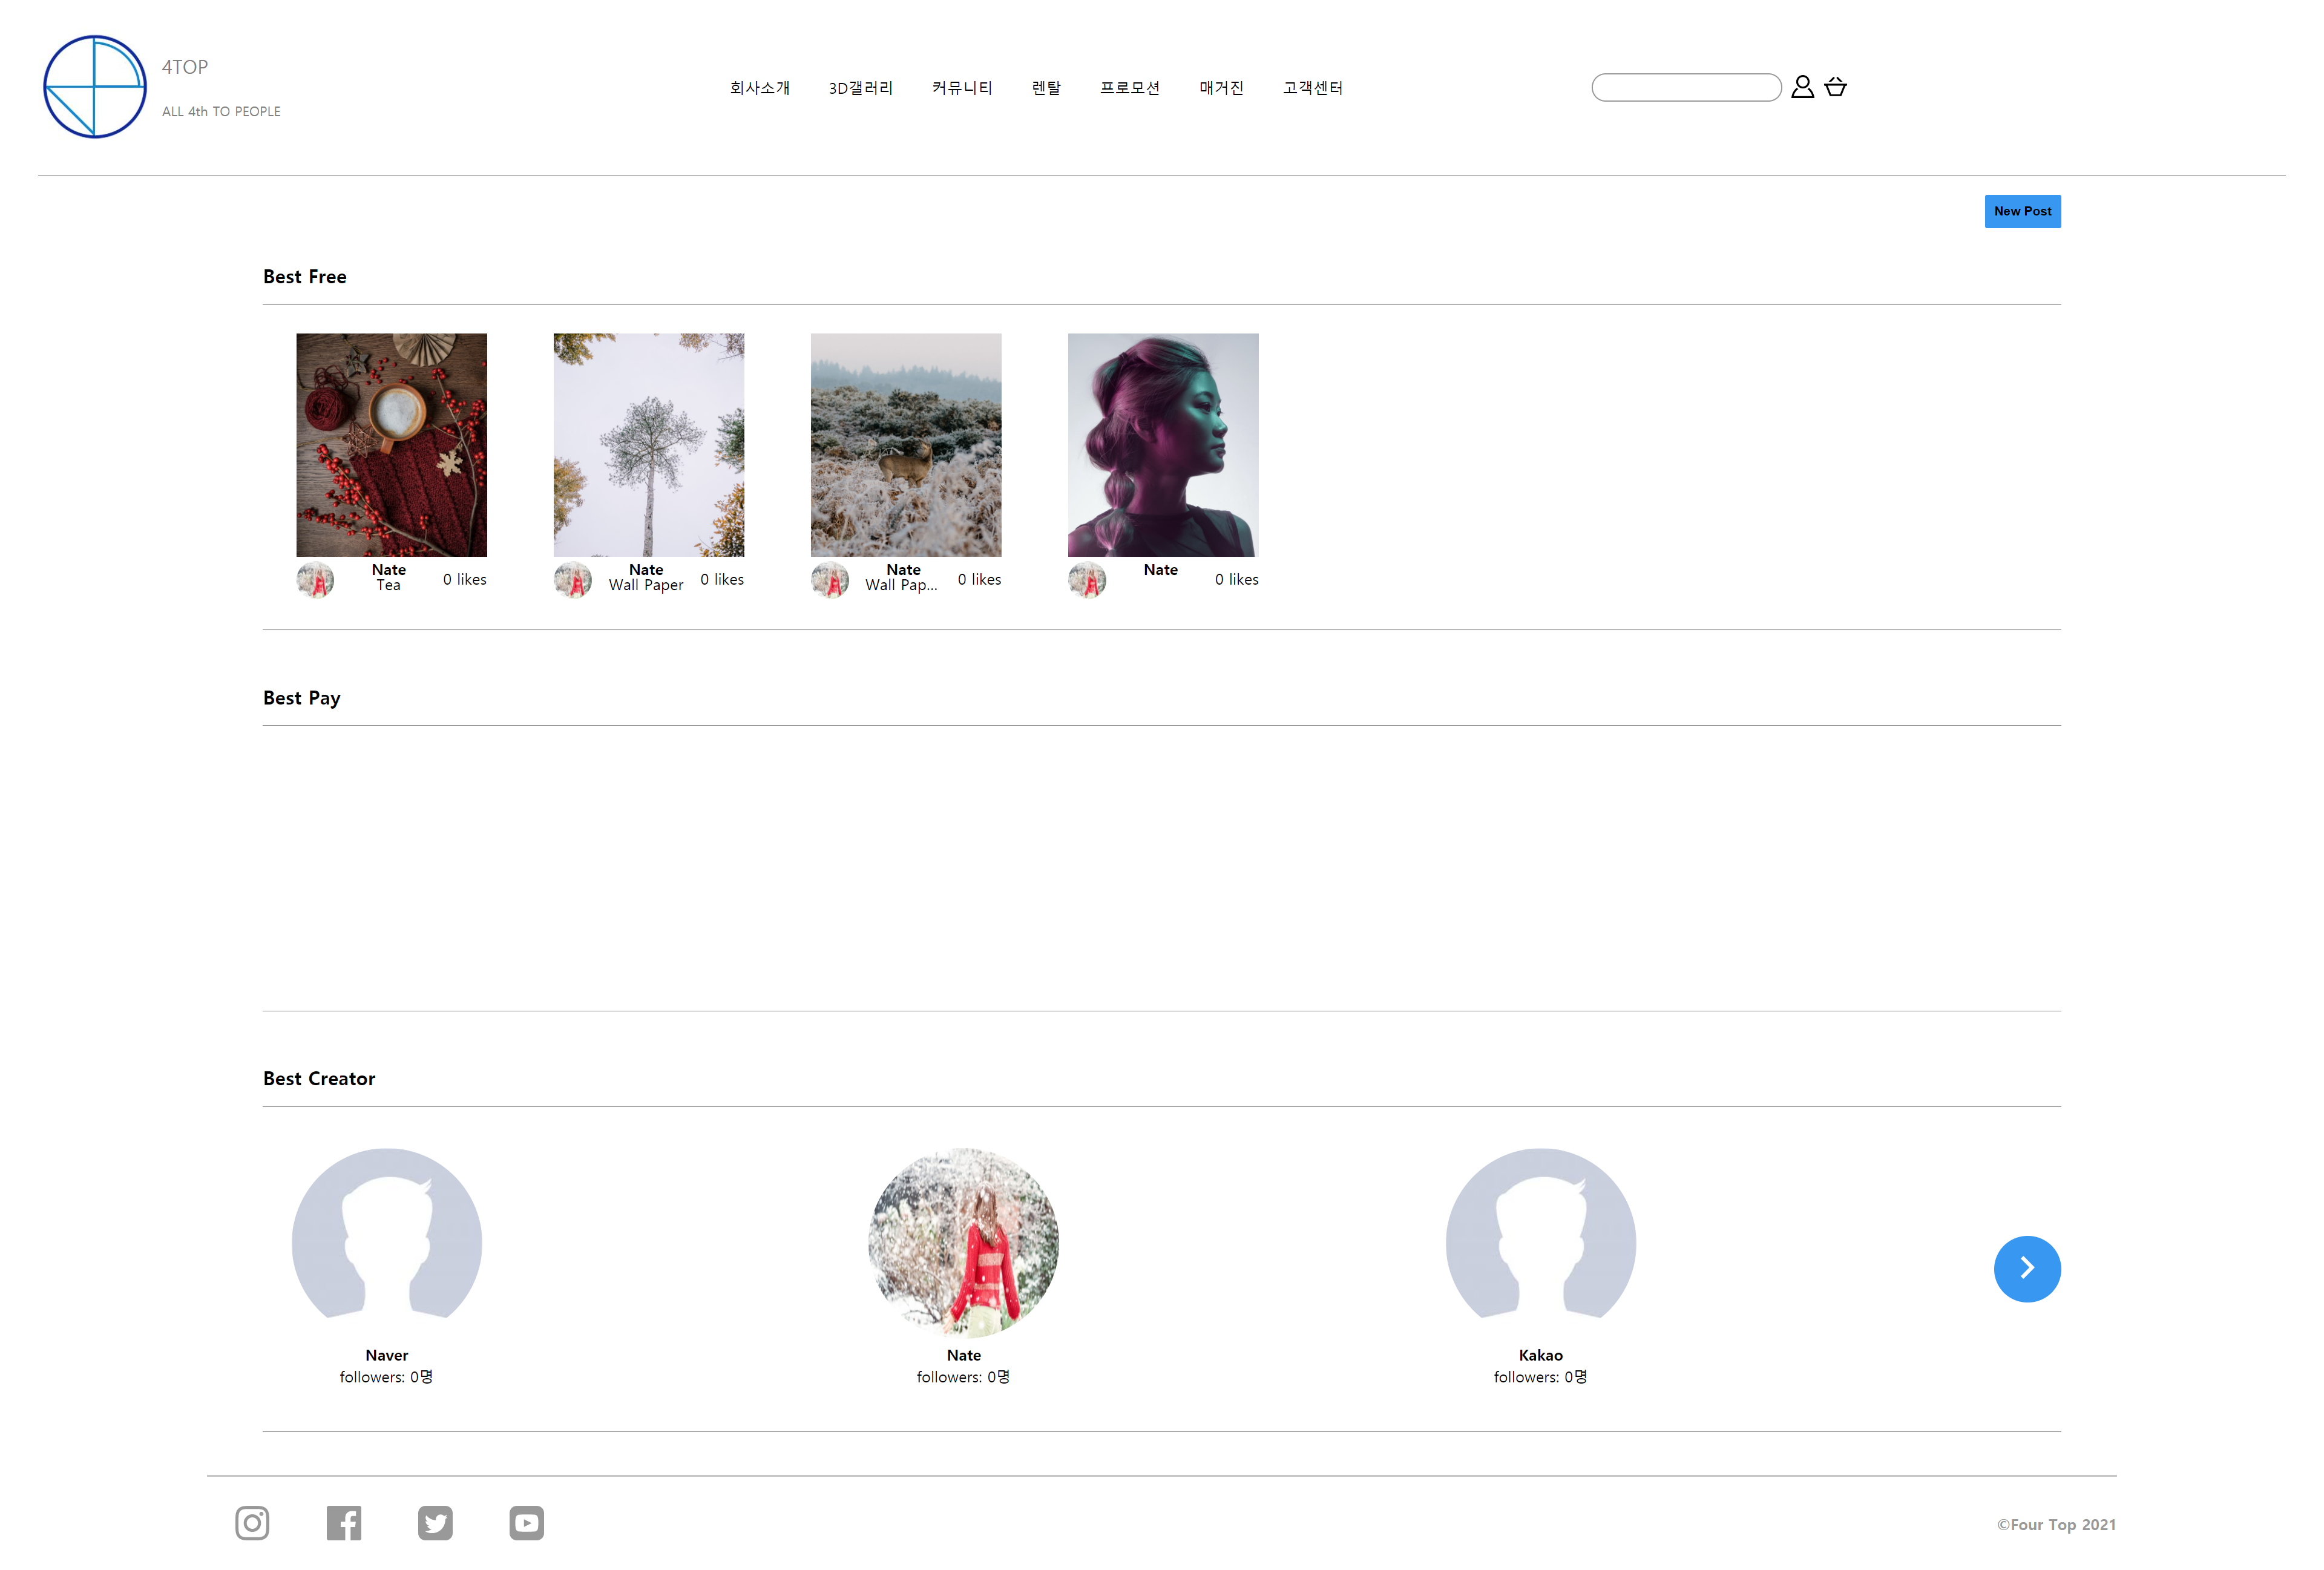 4TOP
ALL 4th TO PEOPLE
회사소개 3D갤러리 커뮤니티 렌탈 프로모션 매거진 고객센터
New Post
Best Free
Nate
Tea
0 likes
Nate
Wall Paper
0 likes
Nate
Wall Pap...
0 likes
Nate
0 likes
Best Pay
Best Creator
Naver
followers: 0명
Nate
followers: 0명
Kakao
followers: 0명
©Four Top 2021